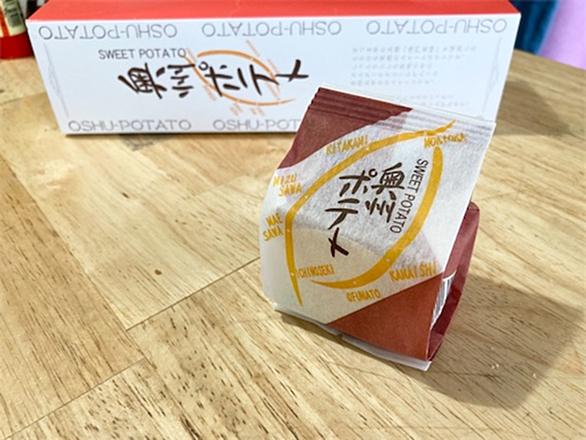 OSHU-POTATO OSHU-POTATO OSHU-POTATO
SWEET POTATO
奥州ポテト
OSHU-POTATO OSHU-POTATO
KITAKAMI
MORIOKA
MIZU
SAWA
MAE
SAWA
SWEET POTATO
奥州
ポテト
ICHINOSEKI
OFUNATO
KAMAISHI